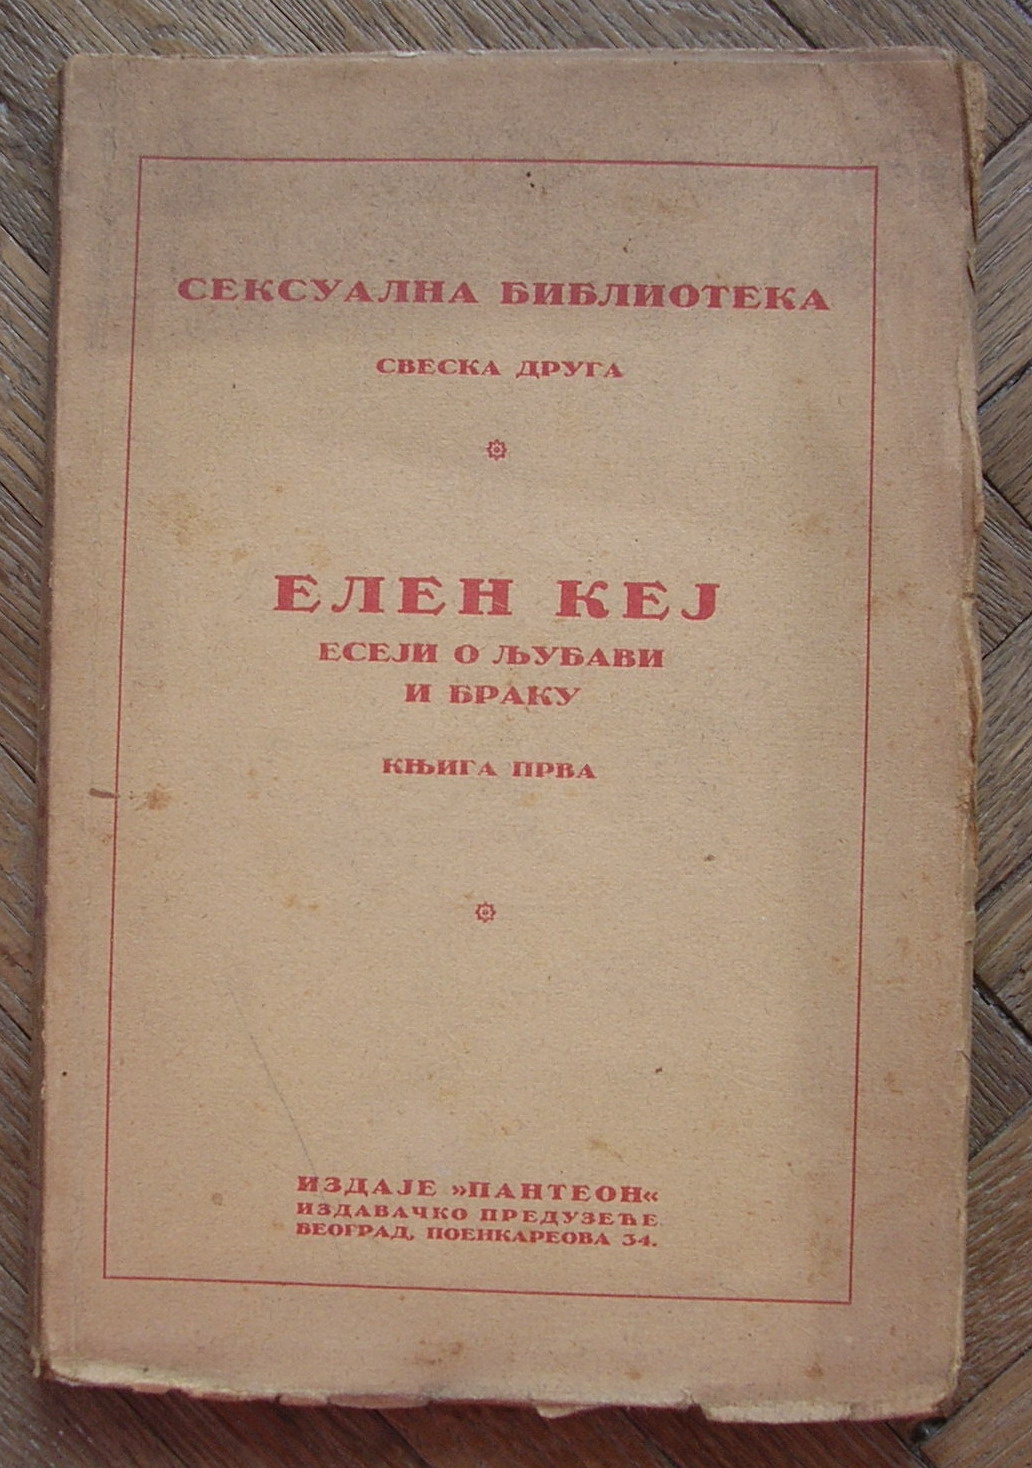 СЕКСУАЛНА БИБЛИОТЕКА
СВЕСКА ДРУГА
ЕЛЕН КЕЈ
ЕСЕЈИ О ЉУБАВИ
И БРАКУ
КЊИГА ПРВА
ИЗДАЈЕ »ПАНТЕОН«
ИЗДАВАЧКО ПРЕДУЗЕЋЕ
БЕОГРАД, ПОЕНКАРЕОВА 34.